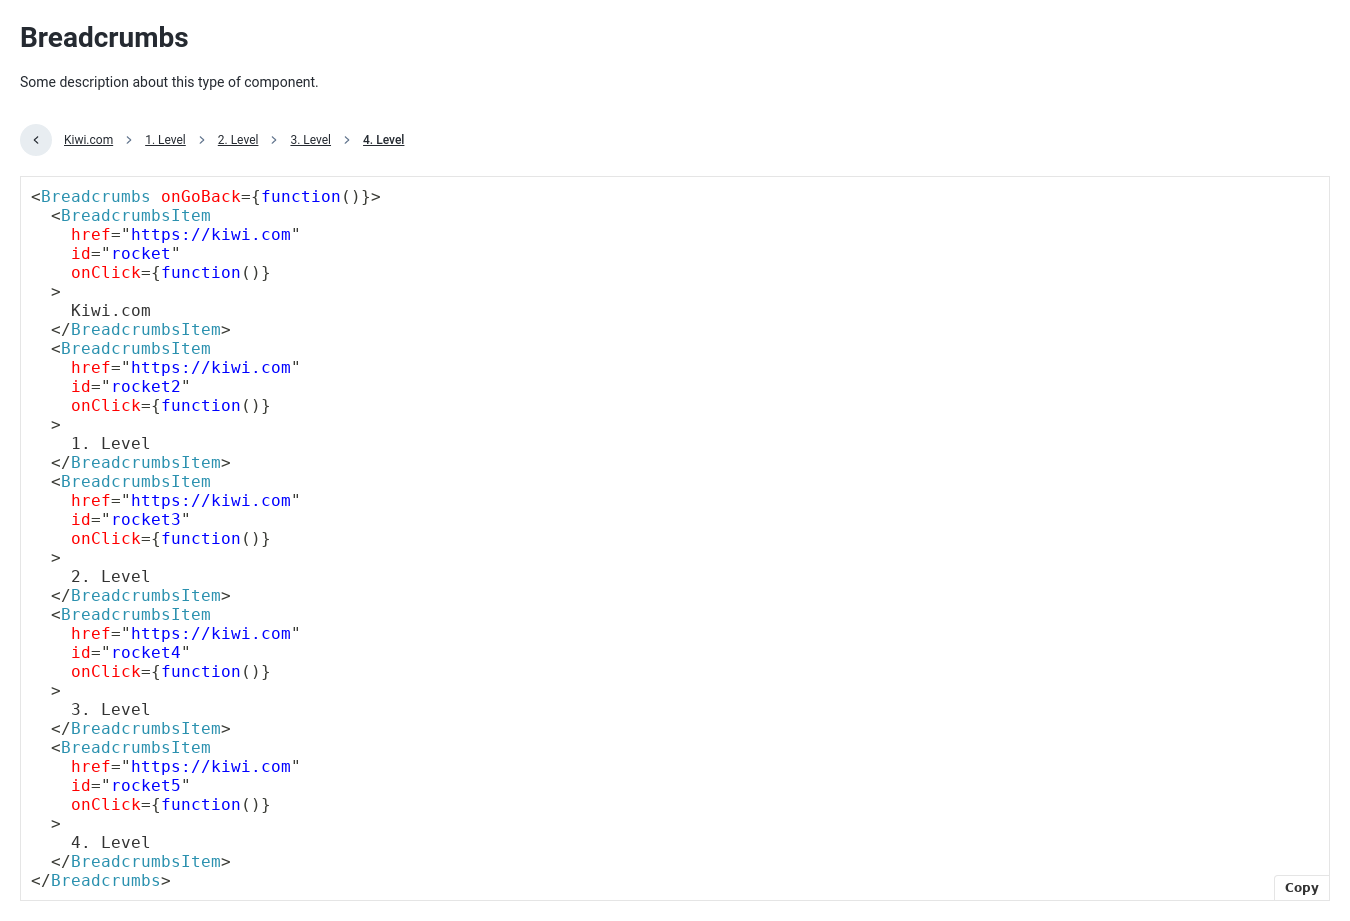 Breadcrumbs
Some description about this type of component.
Kiwi.com 1. Level 2. Level 3. Level 4. Level
<Breadcrumbs onGoBack={function()}>
  <BreadcrumbsItem
    href="https://kiwi.com"
    id="rocket"
    onClick={function()}
  >
    Kiwi.com
  </BreadcrumbsItem>
  <BreadcrumbsItem
    href="https://kiwi.com"
    id="rocket2"
    onClick={function()}
  >
    1. Level
  </BreadcrumbsItem>
  <BreadcrumbsItem
    href="https://kiwi.com"
    id="rocket3"
    onClick={function()}
  >
    2. Level
  </BreadcrumbsItem>
  <BreadcrumbsItem
    href="https://kiwi.com"
    id="rocket4"
    onClick={function()}
  >
    3. Level
  </BreadcrumbsItem>
  <BreadcrumbsItem
    href="https://kiwi.com"
    id="rocket5"
    onClick={function()}
  >
    4. Level
  </BreadcrumbsItem>
</Breadcrumbs>
Copy